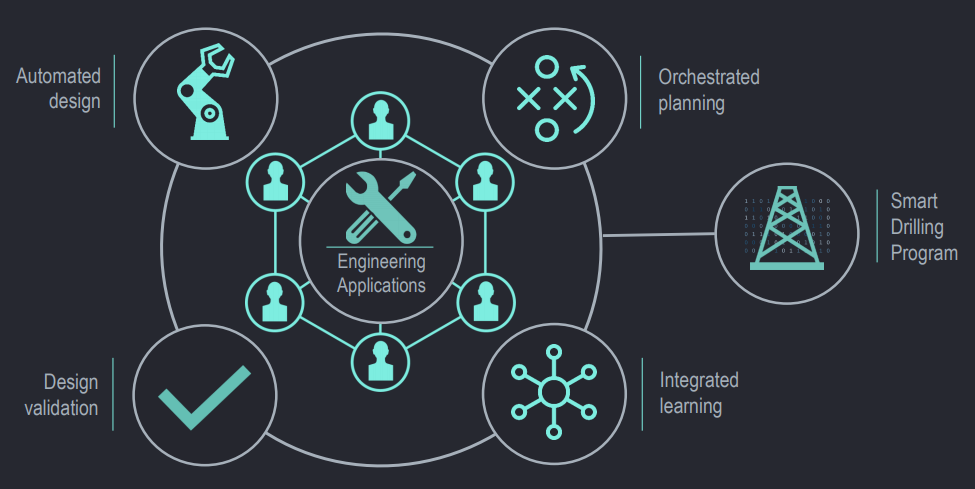 Automated
design
Orchestrated
planning
Engineering
Applications
Smart
Drilling
Program
Design
validation
Integrated
learning